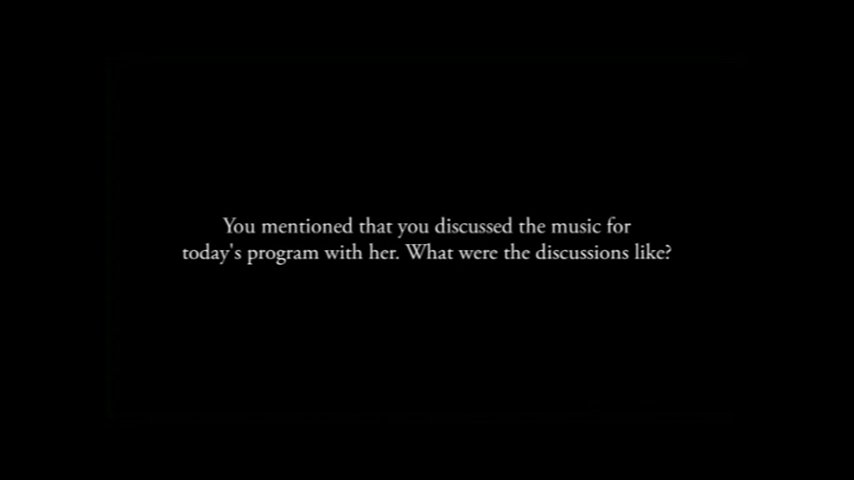 You mentioned that you discussed the music for
today's program with her. What were the discussions like?